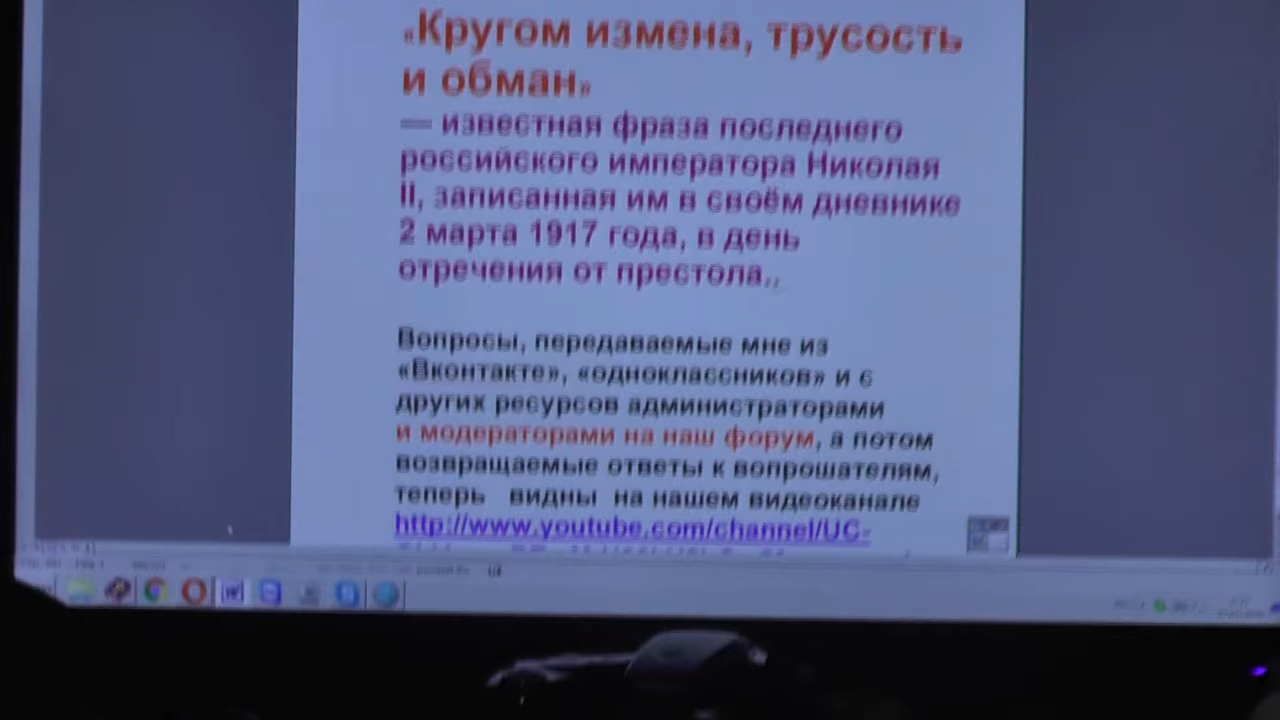 «Кругом измена, трусость
и обман»
— известная фраза последнего
российского императора Николая
II, записанная им в своём дневнике
2 марта 1917 года, в день
отречения от престола,,
Вопросы, передаваемые мне из
«Вконтакте», «одноклассников» и с
других ресурсов администраторами
и модераторами на наш форум, а потом
возвращаемые ответы к вопрошателям,
теперь видны на нашем видеоканале
http://www.youtube.com/channel/UC-